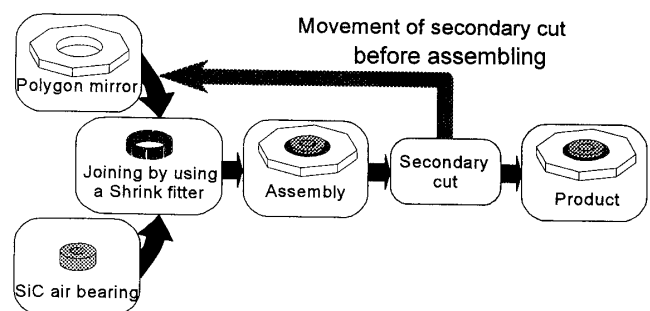 Movement of secondary cut
before assembling
Polygon mirror
Joining by using
a Shrink fitter
Assembly
Secondary
cut
Product
SiC air bearing